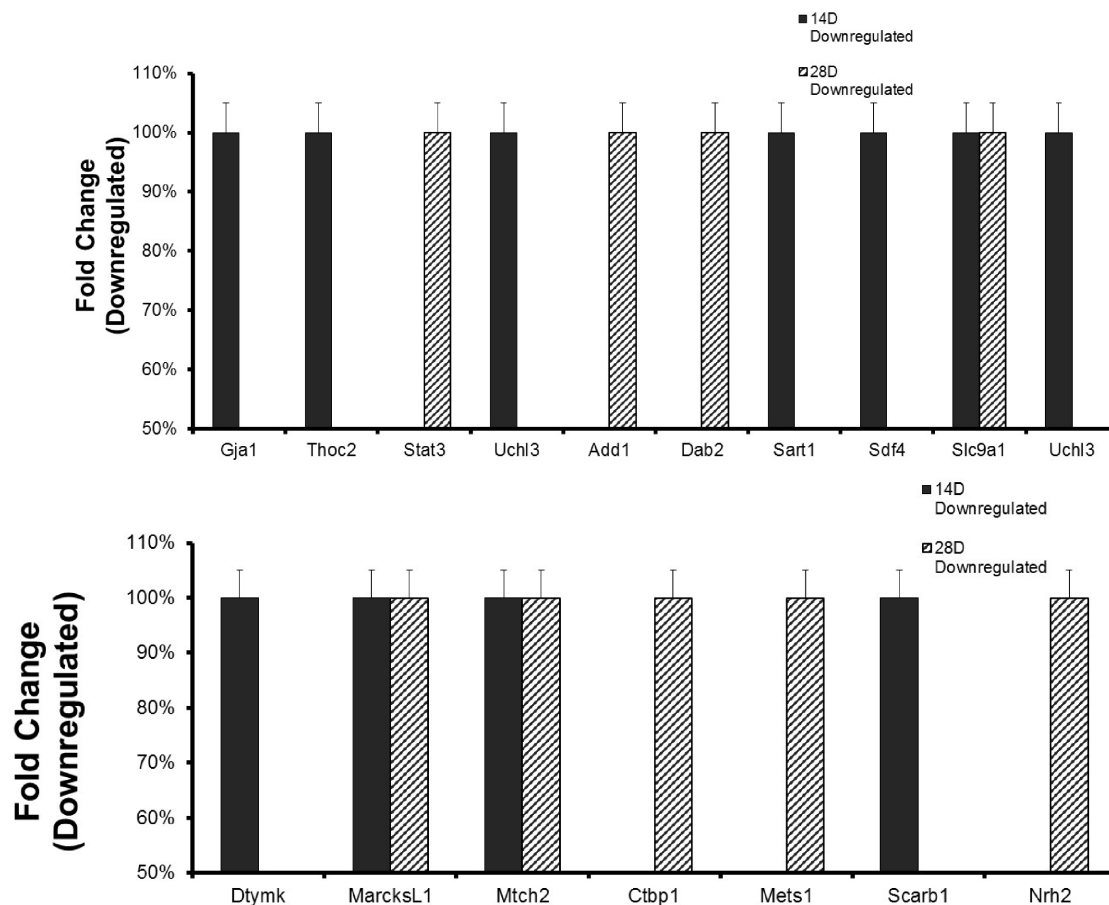 14D
Downregulated
28D
Downregulated
Fold Change
(Downregulated)
110%
100%
90%
80%
70%
60%
50%
Gja1 Thoc2 Stat3 Uchl3 Add1 Dab2 Sart1 Sdf4 Slc9a1 Uchl3
14D
Downregulated
28D
Downregulated
Fold Change
(Downregulated)
110%
100%
90%
80%
70%
60%
50%
Dtymk MarcksL1 Mtch2 Ctbp1 Mets1 Scarb1 Nrh2